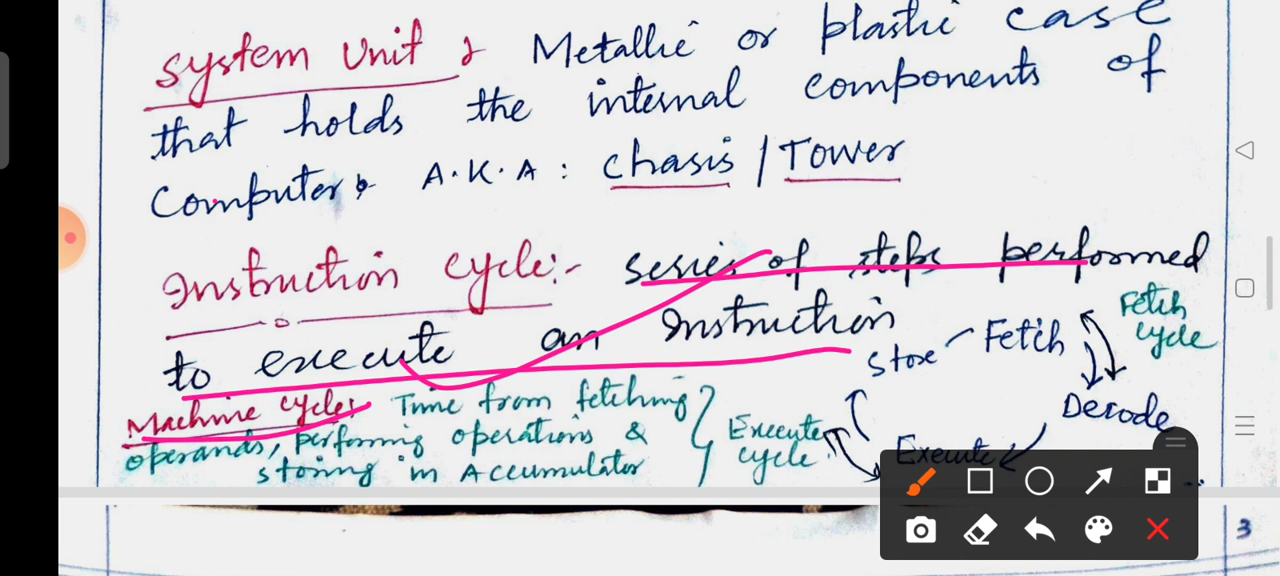 System Unit : Metallic or plastic case
that holds the internal components of
Computer. A.K.A : Chasis / Tower
Instruction cycle:- series of steps performed
to execute an Instruction
Store - Fetch
Fetch
cycle
Decode
Execute
Machine cycle: Time from fetching
operands, performing operations &
storing in Accumulator
Execute
cycle
3